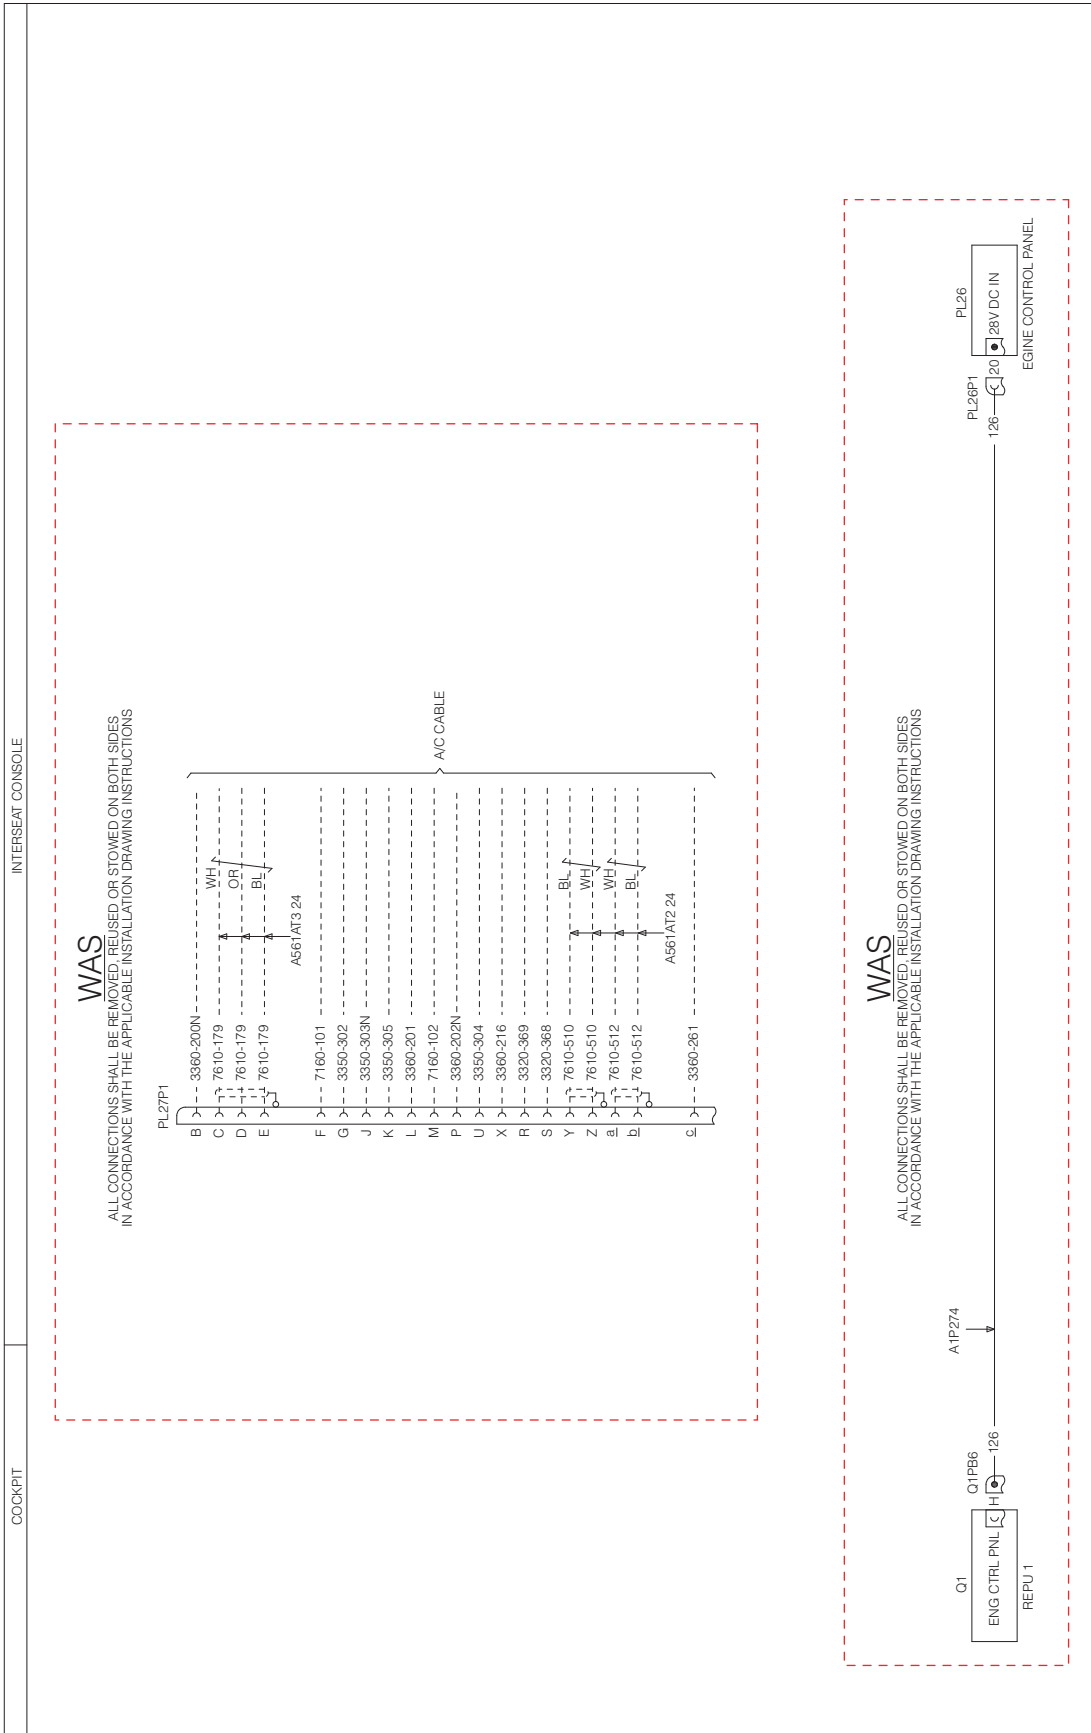 COCKPIT
INTERSEAT CONSOLE
WAS
ALL CONNECTIONS SHALL BE REMOVED, REUSED OR STOWED ON BOTH SIDES
IN ACCORDANCE WITH THE APPLICABLE INSTALLATION DRAWING INSTRUCTIONS
PL27P1
B 3360-200N
C 7610-179 WH
D 7610-179 OR
E 7610-179 BL
A561AT3 24
F 7160-101
G 3350-302
J 3350-303N
K 3350-305
L 3360-201
M 7160-102
P 3360-202N
U 3350-304
X 3360-216
R 3320-369
S 3320-368
Y 7610-510 BL
Z 7610-510 WH
a 7610-512 WH
b 7610-512 BL
A561AT2 24
c 3360-261
A/C CABLE
WAS
ALL CONNECTIONS SHALL BE REMOVED, REUSED OR STOWED ON BOTH SIDES
IN ACCORDANCE WITH THE APPLICABLE INSTALLATION DRAWING INSTRUCTIONS
Q1
Q1PB6
A1P274
PL26P1
PL26
ENG CTRL PNL H 126 126 20 28V DC IN
REPU 1
EGINE CONTROL PANEL